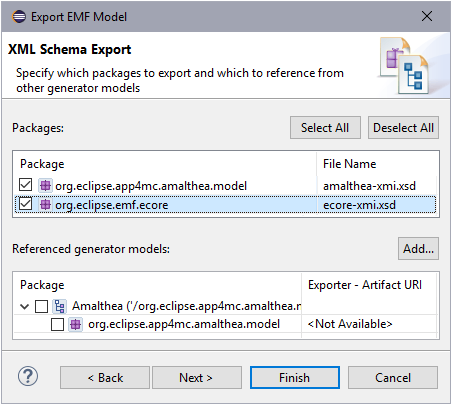 Export EMF Model
XML Schema Export
Specify which packages to export and which to reference from
other generator models
Packages:
Select All
Deselect All
Package
File Name
org.eclipse.app4mc.amalthea.model
amalthea-xmi.xsd
org.eclipse.emf.ecore
ecore-xmi.xsd
Referenced generator models:
Add...
Package
Exporter - Artifact URI
Amalthea ('/org.eclipse.app4mc.amalthea.m
org.eclipse.app4mc.amalthea.model
<Not Available>
?
< Back
Next >
Finish
Cancel